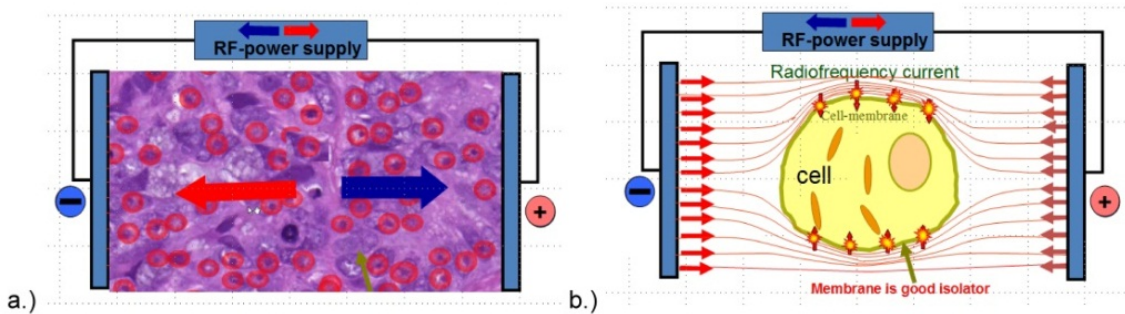 RF-power supply
−
+
a.)
RF-power supply
Radiofrequency current
Cell-membrane
cell
−
+
Membrane is good isolator
b.)